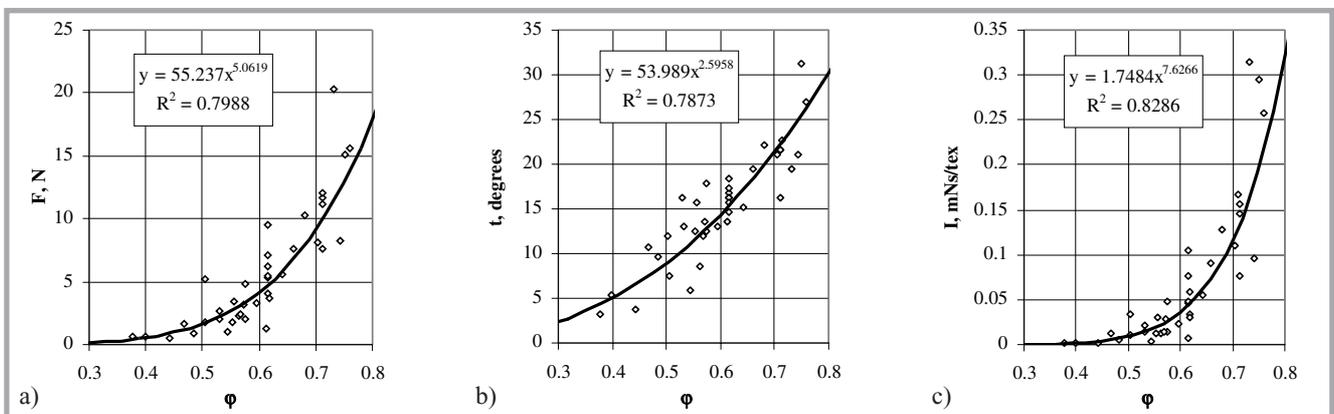 25
20
15
10
5
0
F, N
y = 55.237x^5.0619
R² = 0.7988
0.3 0.4 0.5 0.6 0.7 0.8
φ
a)
35
30
25
20
15
10
5
0
t, degrees
y = 53.989x^2.5958
R² = 0.7873
0.3 0.4 0.5 0.6 0.7 0.8
φ
b)
0.35
0.3
0.25
0.2
0.15
0.1
0.05
0
I, mNs/tex
y = 1.7484x^7.6266
R² = 0.8286
0.3 0.4 0.5 0.6 0.7 0.8
φ
c)